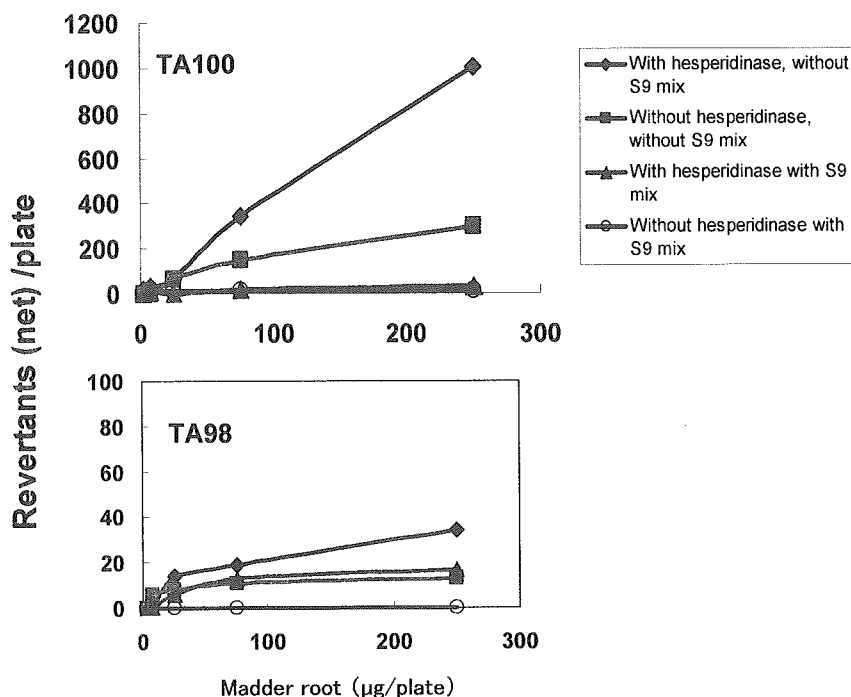 1200
1000
800
600
400
200
0
TA100
0
100
200
300
With hesperidinase, without
S9 mix
Without hesperidinase,
without S9 mix
With hesperidinase with S9
mix
Without hesperidinase with
S9 mix
Revertants (net) /plate
100
80
60
40
20
0
TA98
0
100
200
300
Madder root (μg/plate)